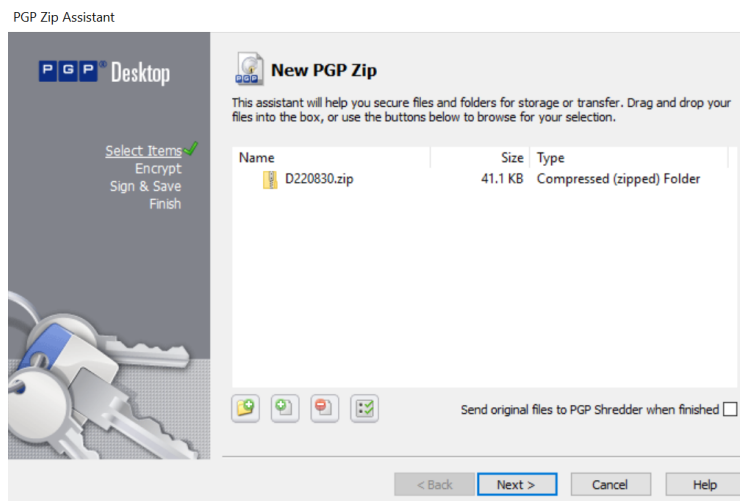 PGP Zip Assistant
PGP® Desktop
Select Items
Encrypt
Sign & Save
Finish
New PGP Zip
This assistant will help you secure files and folders for storage or transfer. Drag and drop your
files into the box, or use the buttons below to browse for your selection.
Name Size Type
D220830.zip 41.1 KB Compressed (zipped) Folder
PGP
Send original files to PGP Shredder when finished
< Back Next > Cancel Help